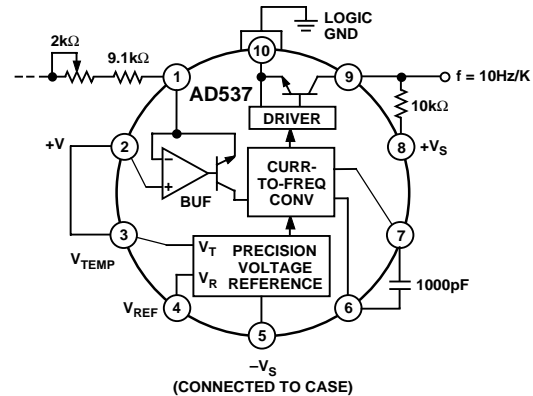 LOGIC
GND
2kΩ
9.1kΩ
10
1
AD537
9
f = 10Hz/K
10kΩ
DRIVER
8
+VS
+V
2
–
+
BUF
CURR-
TO-FREQ
CONV
3
VTEMP
VT
VR
PRECISION
VOLTAGE
REFERENCE
7
1000pF
VREF
4
6
5
–VS
(CONNECTED TO CASE)